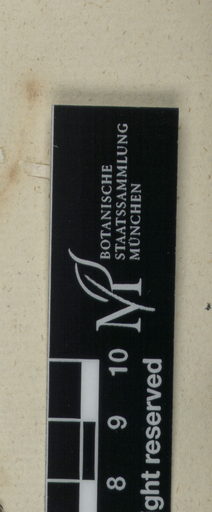 BOTANISCHE
STAATSSAMMLUNG
MÜNCHEN
M
10
9
8
ght reserved